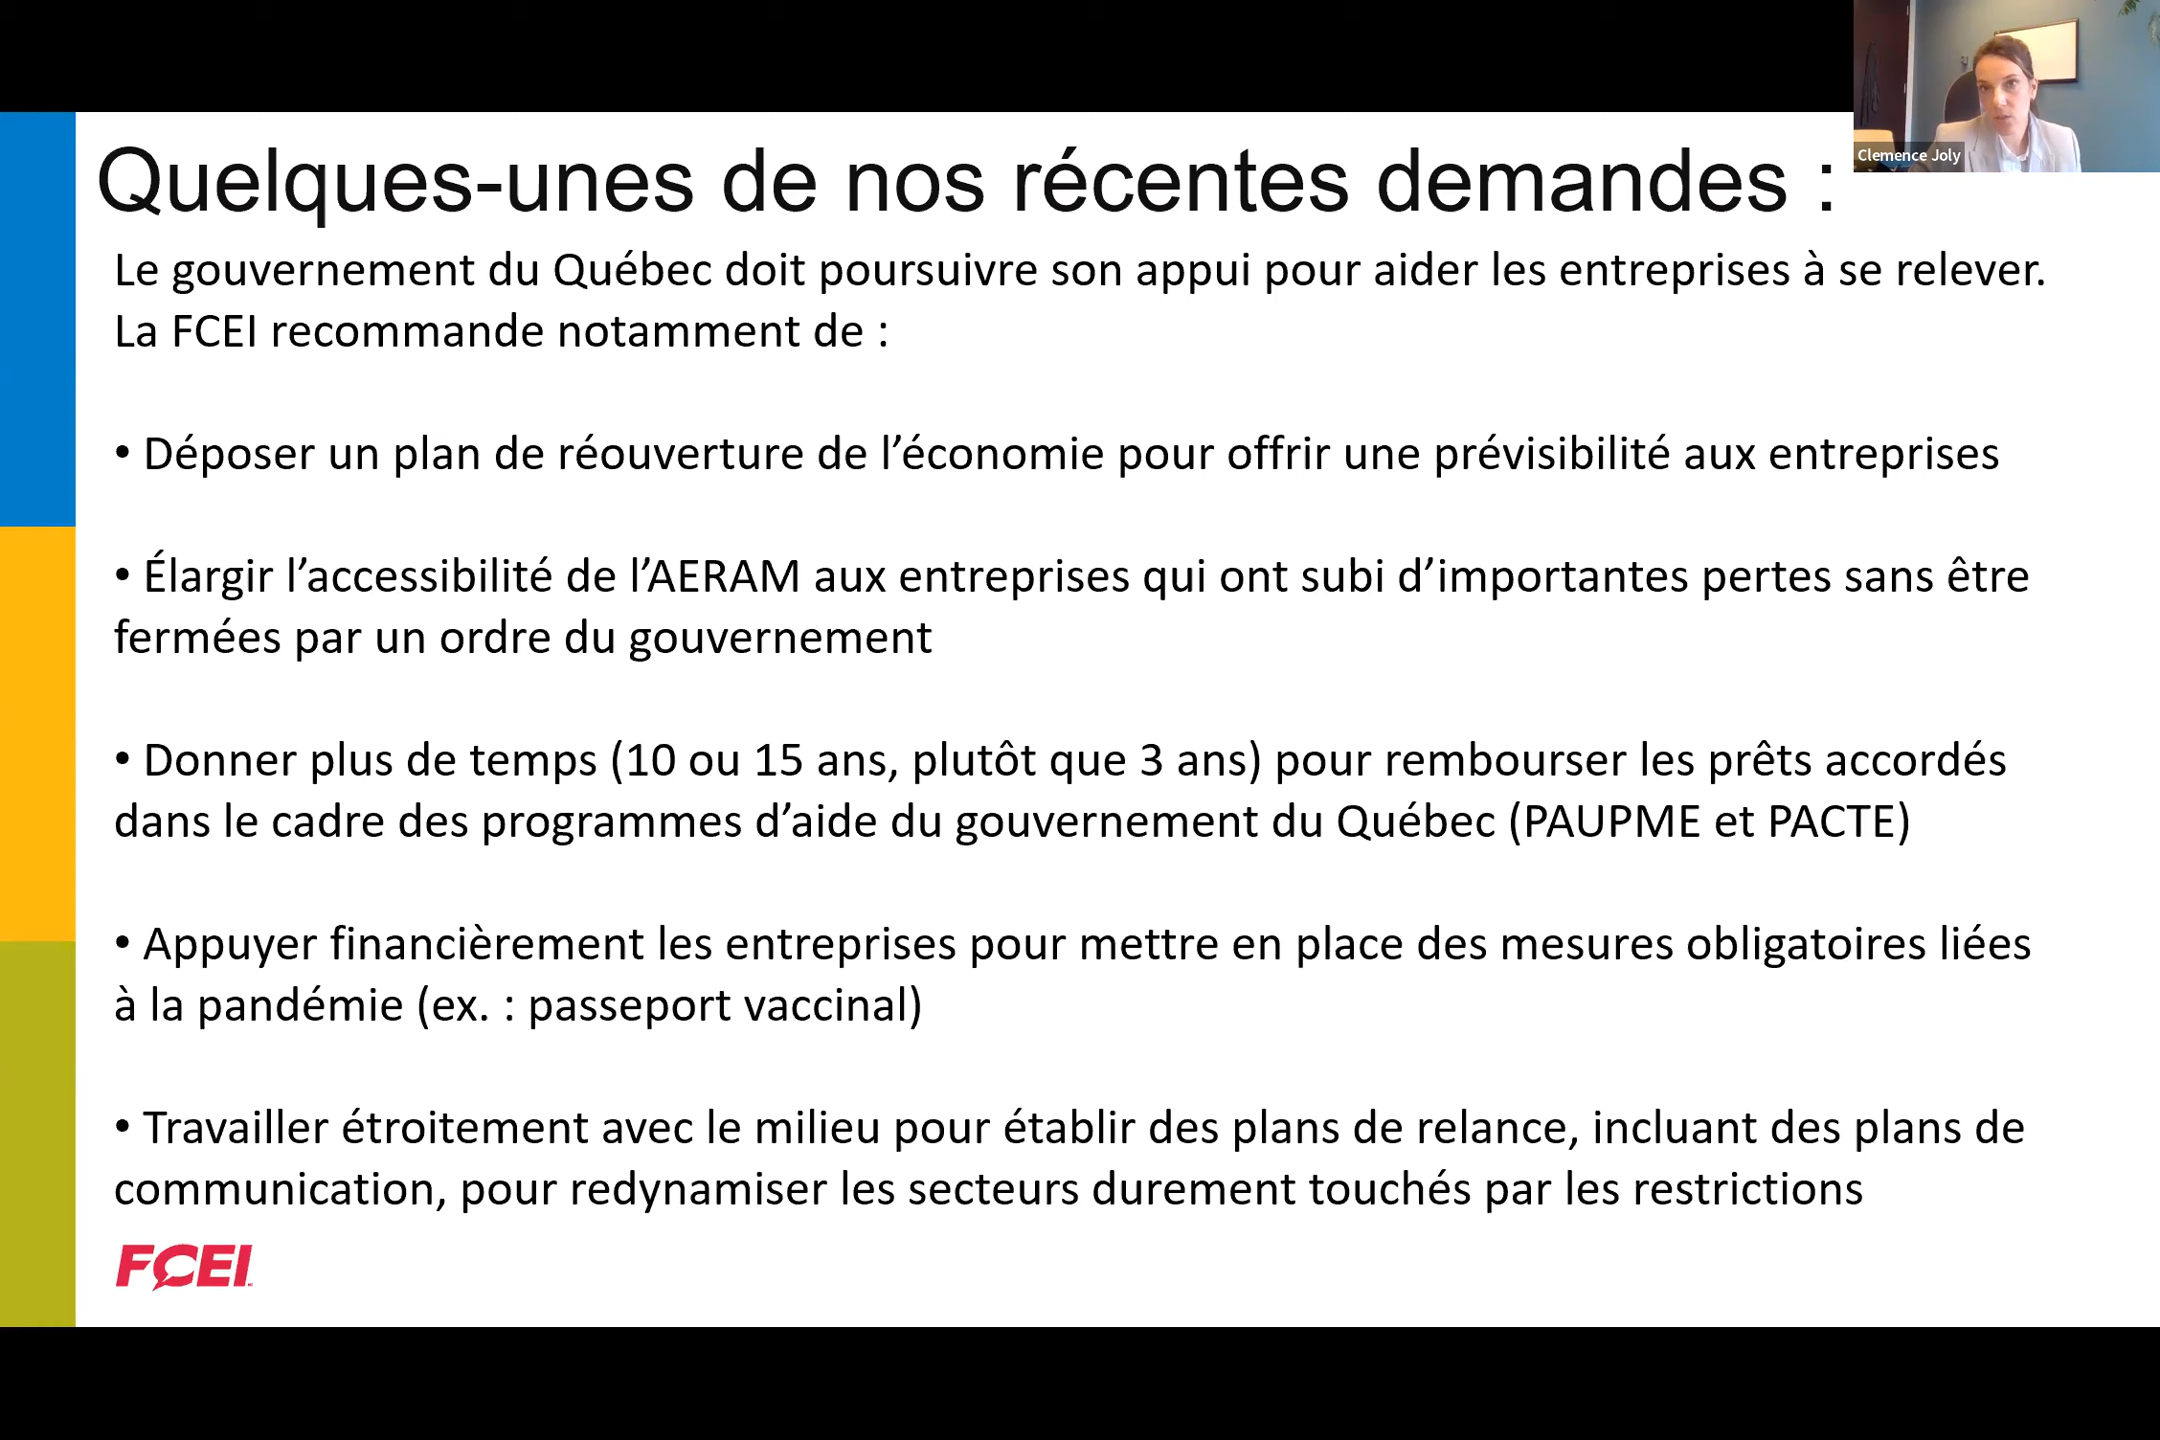 Clemence Joly
Quelques-unes de nos récentes demandes :
Le gouvernement du Québec doit poursuivre son appui pour aider les entreprises à se relever.
La FCEI recommande notamment de :
• Déposer un plan de réouverture de l’économie pour offrir une prévisibilité aux entreprises
• Élargir l’accessibilité de l’AERAM aux entreprises qui ont subi d’importantes pertes sans être
fermées par un ordre du gouvernement
• Donner plus de temps (10 ou 15 ans, plutôt que 3 ans) pour rembourser les prêts accordés
dans le cadre des programmes d’aide du gouvernement du Québec (PAUPME et PACTE)
• Appuyer financièrement les entreprises pour mettre en place des mesures obligatoires liées
à la pandémie (ex. : passeport vaccinal)
• Travailler étroitement avec le milieu pour établir des plans de relance, incluant des plans de
communication, pour redynamiser les secteurs durement touchés par les restrictions
FCEI